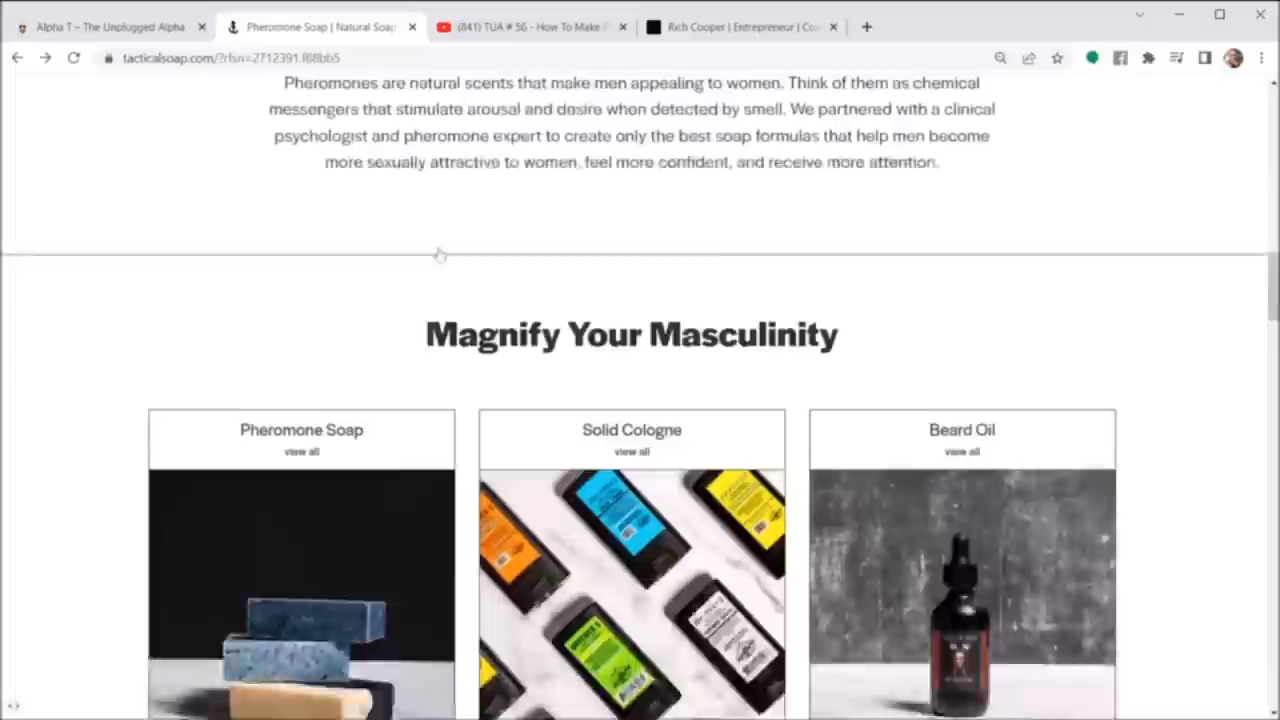 Alpha T – The Unplugged Alpha
Pheromone Soap | Natural Soap
(841) TUA # 56 - How To Make
Rich Cooper | Entrepreneur | Co
tacticalsoap.com/?rfsn=2712391.f88bb5
Pheromones are natural scents that make men appealing to women. Think of them as chemical
messengers that stimulate arousal and desire when detected by smell. We partnered with a clinical
psychologist and pheromone expert to create only the best soap formulas that help men become
more sexually attractive to women, feel more confident, and receive more attention.
Magnify Your Masculinity
Pheromone Soap
view all
Solid Cologne
view all
Beard Oil
view all